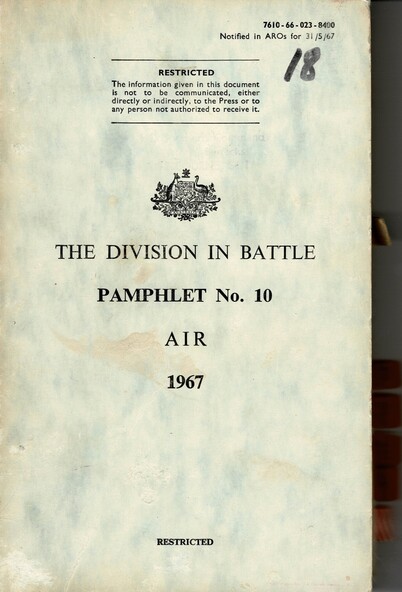 7610-66-023-8400
Notified in AROs for 31/5/67
18
RESTRICTED
The information given in this document
is not to be communicated, either
directly or indirectly, to the Press or to
any person not authorized to receive it.
THE DIVISION IN BATTLE
PAMPHLET No. 10
AIR
1967
RESTRICTED